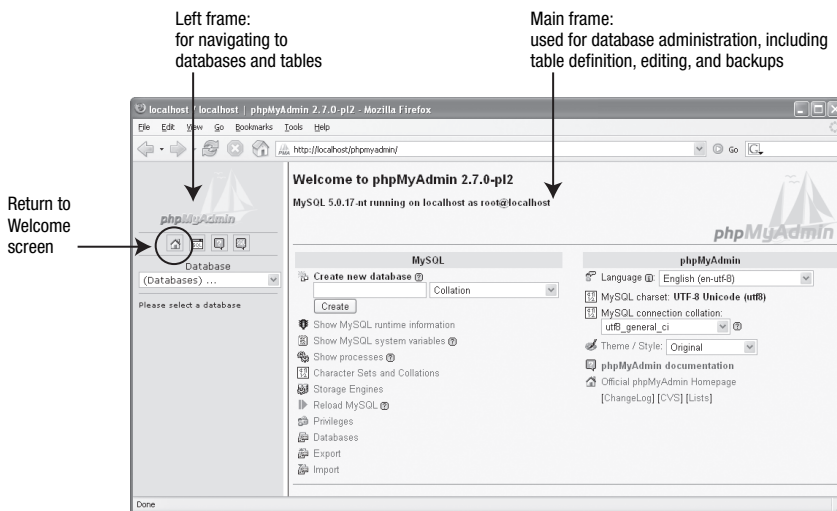 Left frame:
for navigating to
databases and tables
Main frame:
used for database administration, including
table definition, editing, and backups
Return to
Welcome
screen
localhost / localhost | phpMyAdmin 2.7.0-pl2 - Mozilla Firefox
File Edit View Go Bookmarks Tools Help
http://localhost/phpmyadmin/
Go
phpMyAdmin
Database
(Databases) ...
Please select a database
Welcome to phpMyAdmin 2.7.0-pl2
MySQL 5.0.17-nt running on localhost as root@localhost
phpMyAdmin
MySQL
Create new database
Collation
Create
Show MySQL runtime information
Show MySQL system variables
Show processes
Character Sets and Collations
Storage Engines
Reload MySQL
Privileges
Databases
Export
Import
phpMyAdmin
Language: English (en-utf-8)
MySQL charset: UTF-8 Unicode (utf8)
MySQL connection collation:
utf8_general_ci
Theme / Style: Original
phpMyAdmin documentation
Official phpMyAdmin Homepage
[ChangeLog] [CVS] [Lists]
Done